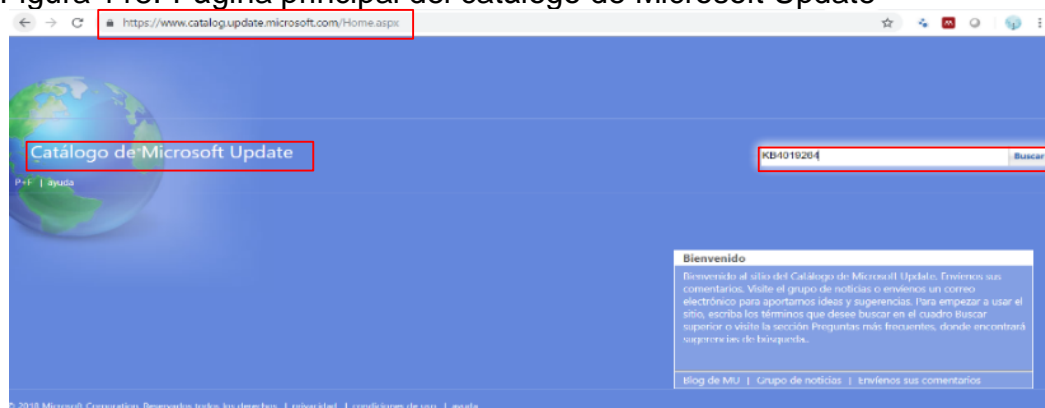 Figura 118. Página principal del catálogo de Microsoft Update
https://www.catalog.update.microsoft.com/Home.aspx
Catálogo de Microsoft Update
KB4019264
Buscar
P+F | ayuda
Bienvenido
Bienvenido al sitio del Catálogo de Microsoft Update. Envíenos sus
comentarios. Visite el grupo de noticias o envíenos un correo
electrónico para aportarnos ideas y sugerencias. Para empezar a usar el
sitio, escriba los términos que desee buscar en el cuadro Buscar
superior o visite la sección Preguntas más frecuentes, donde encontrará
sugerencias de búsqueda..
Blog de MU | Grupo de noticias | Envíenos sus comentarios
© 2018 Microsoft Corporation. Reservados todos los derechos. | privacidad | condiciones de uso | ayuda